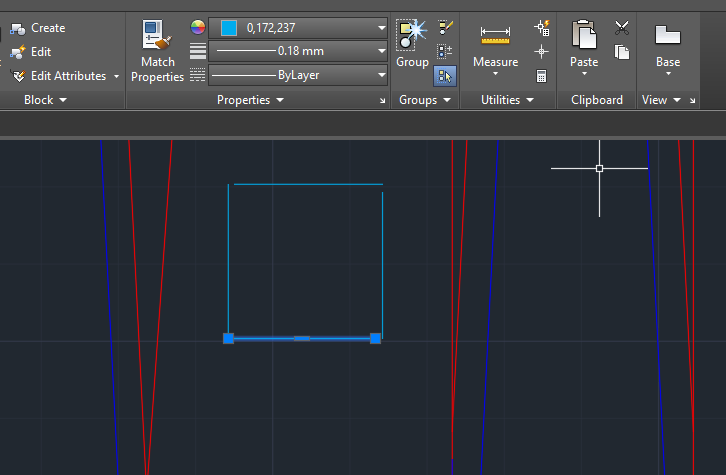 Create
Edit
Edit Attributes
Block
Match
Properties
0,172,237
0.18 mm
ByLayer
Properties
Group
Groups
Measure
Utilities
Paste
Clipboard
Base
View